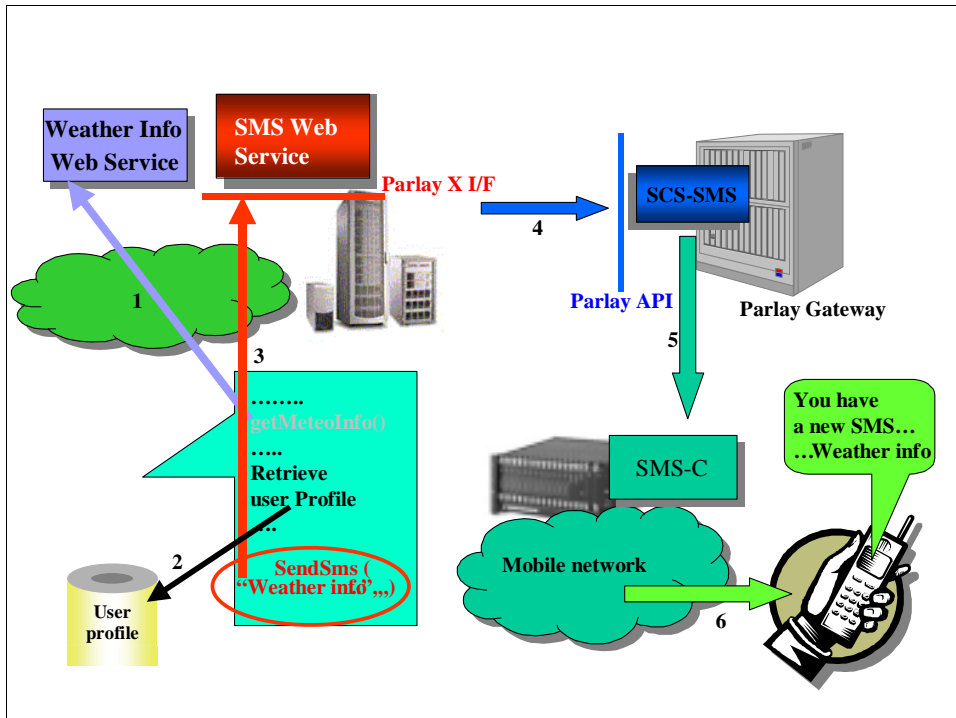 Weather Info
Web Service
SMS Web
Service
Parlay X I/F
SCS-SMS
4
Parlay API
Parlay Gateway
1
3
5
……..
getMeteoInfo()
…..
Retrieve
user Profile
….
2
SendSms (
“Weather info”,,,)
User
profile
SMS-C
Mobile network
6
You have
a new SMS…
…Weather info